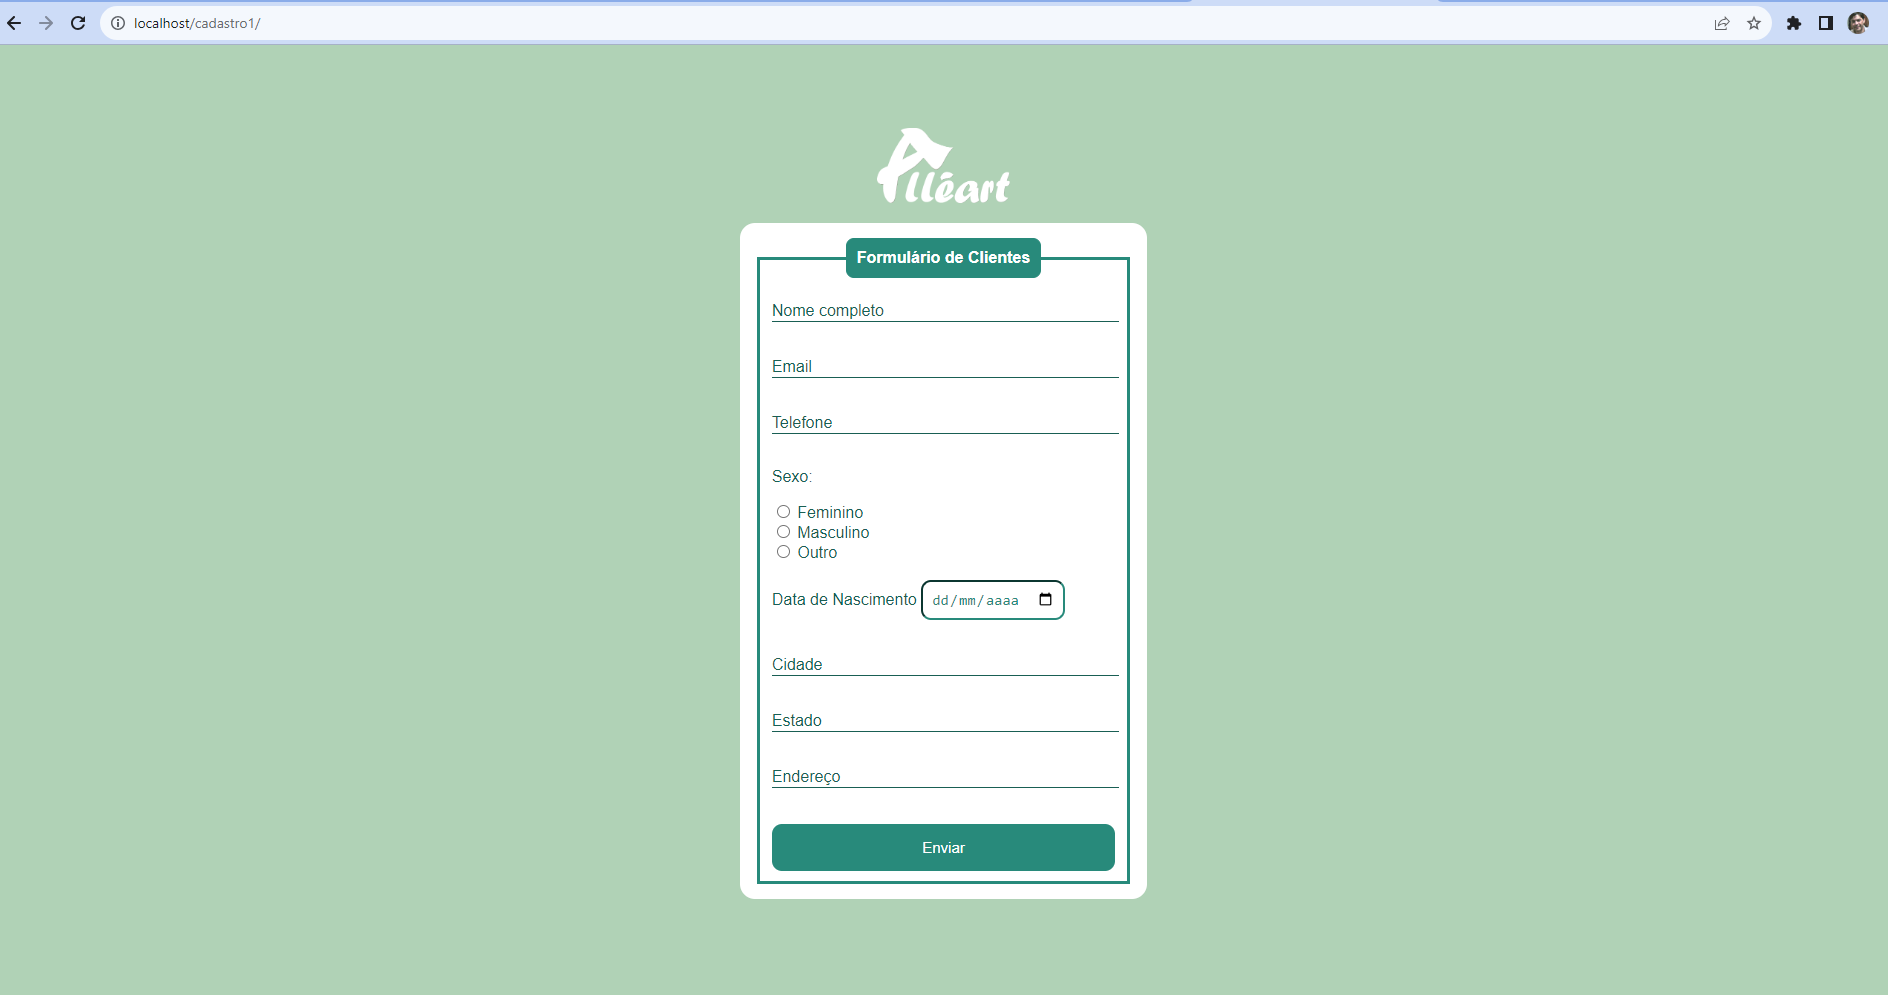 localhost/cadastro1/
Alléart
Formulário de Clientes
Nome completo
Email
Telefone
Sexo:
Feminino
Masculino
Outro
Data de Nascimento dd/mm/aaaa
Cidade
Estado
Endereço
Enviar